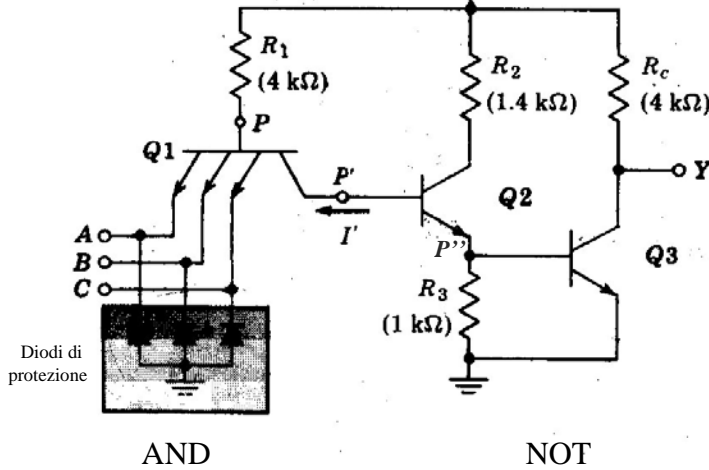 R₁
(4 kΩ)
R₂
(1.4 kΩ)
R_c
(4 kΩ)
P
Q1
P'
Y
Q2
I'
A
B
C
P''
Q3
R₃
(1 kΩ)
Diodi di
protezione
AND
NOT